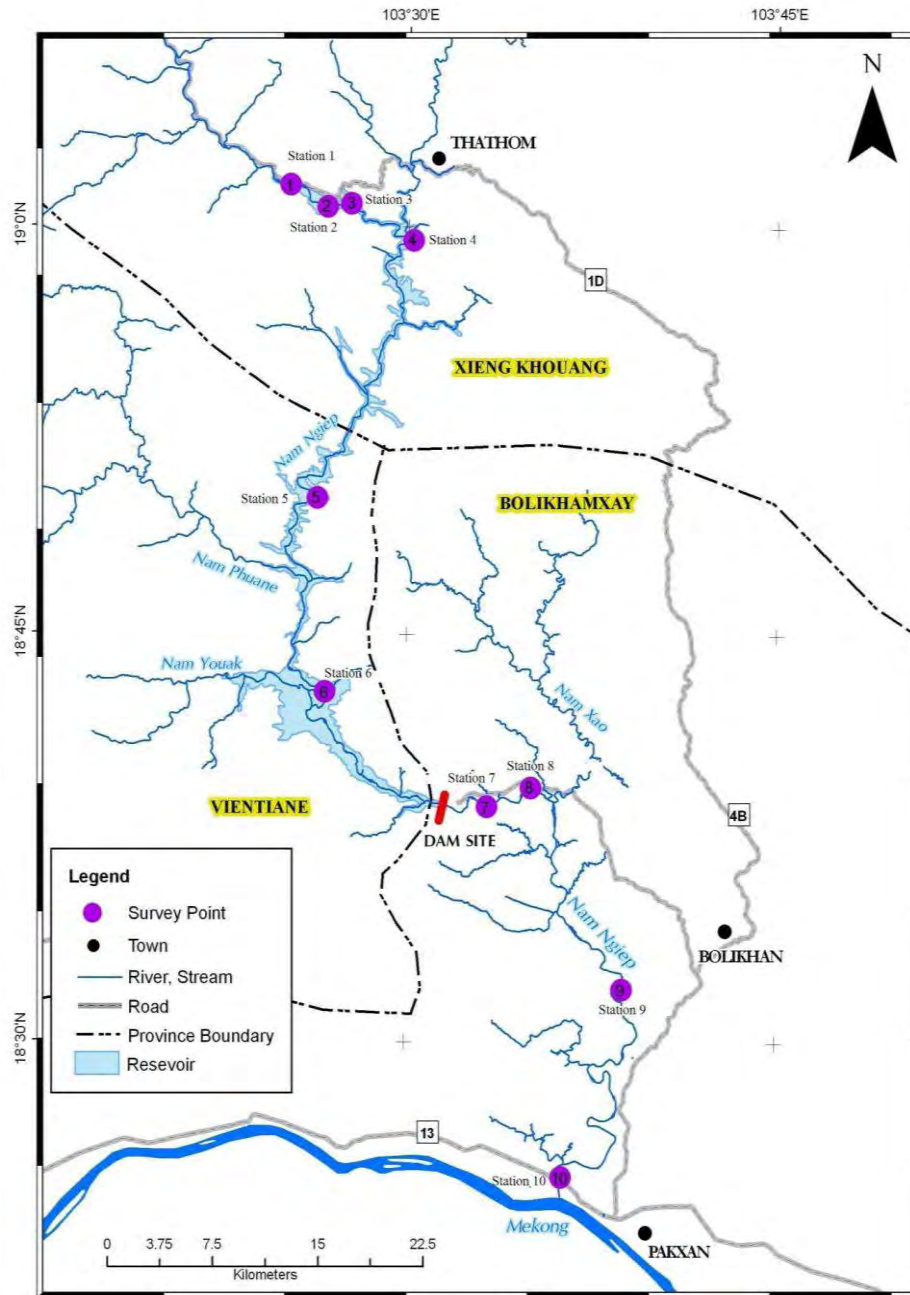 103°30'E
103°45'E
N
THATHOM
Station 1
1
2
3
Station 3
Station 2
4
Station 4
19°0'N
1D
XIENG KHOUANG
Nam Ngiep
Station 5
5
BOLIKHAMXAY
Nam Phuane
18°45'N
Nam Youak
Station 6
6
Nam Xao
Station 7
Station 8
8
7
VIENTIANE
DAM SITE
4B
Legend
Survey Point
Town
River, Stream
Road
Province Boundary
Resevoir
Nam Ngiep
BOLIKHAN
9
Station 9
18°30'N
13
Station 10
10
Mekong
PAKXAN
0 3.75 7.5 15 22.5
Kilometers